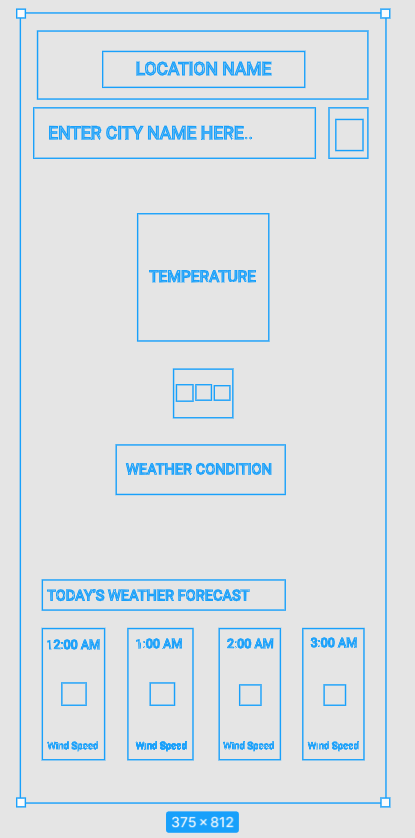 LOCATION NAME
ENTER CITY NAME HERE..
TEMPERATURE
WEATHER CONDITION
TODAY'S WEATHER FORECAST
12:00 AM 1:00 AM 2:00 AM 3:00 AM
Wind Speed Wind Speed Wind Speed Wind Speed
375 × 812